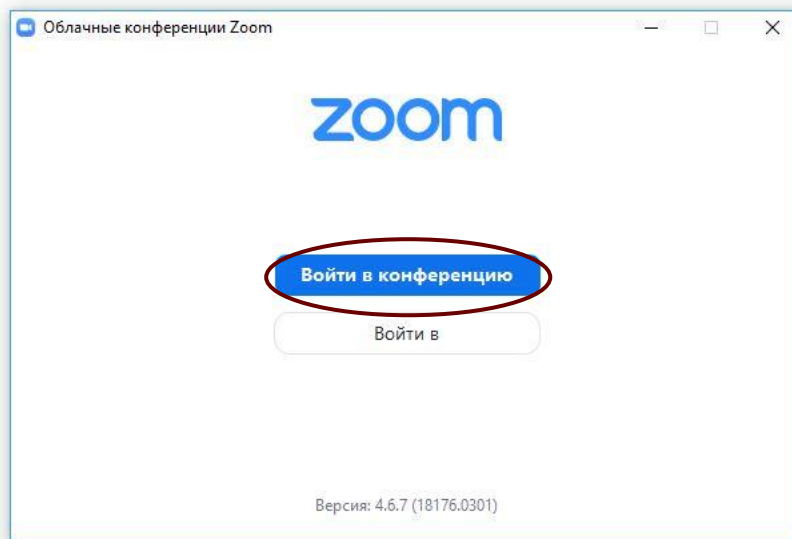 Облачные конференции Zoom
zoom
Войти в конференцию
Войти в
Версия: 4.6.7 (18176.0301)